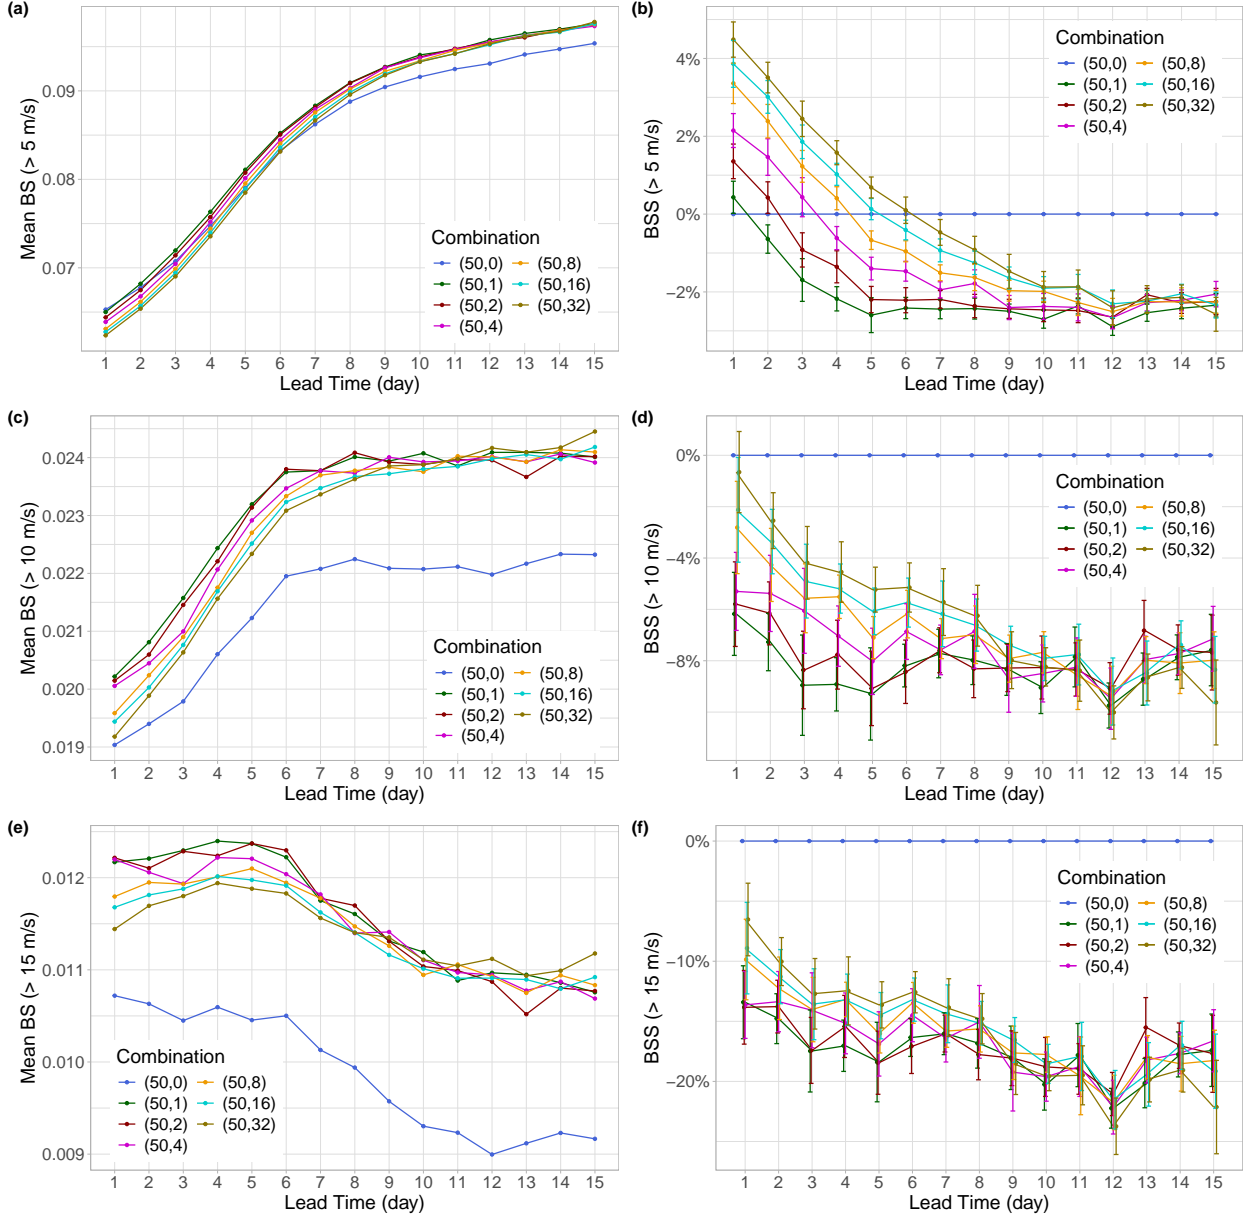 (a)
Mean BS (> 5 m/s)
0.09
0.08
0.07
Combination
(50,0) (50,8)
(50,1) (50,16)
(50,2) (50,32)
(50,4)
1 2 3 4 5 6 7 8 9 10 11 12 13 14 15
Lead Time (day)
(b)
BSS (> 5 m/s)
4%
2%
0%
−2%
Combination
(50,0) (50,8)
(50,1) (50,16)
(50,2) (50,32)
(50,4)
1 2 3 4 5 6 7 8 9 10 11 12 13 14 15
Lead Time (day)
(c)
Mean BS (> 10 m/s)
0.024
0.023
0.022
0.021
0.020
0.019
Combination
(50,0) (50,8)
(50,1) (50,16)
(50,2) (50,32)
(50,4)
1 2 3 4 5 6 7 8 9 10 11 12 13 14 15
Lead Time (day)
(d)
BSS (> 10 m/s)
0%
−4%
−8%
Combination
(50,0) (50,8)
(50,1) (50,16)
(50,2) (50,32)
(50,4)
1 2 3 4 5 6 7 8 9 10 11 12 13 14 15
Lead Time (day)
(e)
Mean BS (> 15 m/s)
0.012
0.011
0.010
0.009
Combination
(50,0) (50,8)
(50,1) (50,16)
(50,2) (50,32)
(50,4)
1 2 3 4 5 6 7 8 9 10 11 12 13 14 15
Lead Time (day)
(f)
BSS (> 15 m/s)
0%
−10%
−20%
Combination
(50,0) (50,8)
(50,1) (50,16)
(50,2) (50,32)
(50,4)
1 2 3 4 5 6 7 8 9 10 11 12 13 14 15
Lead Time (day)